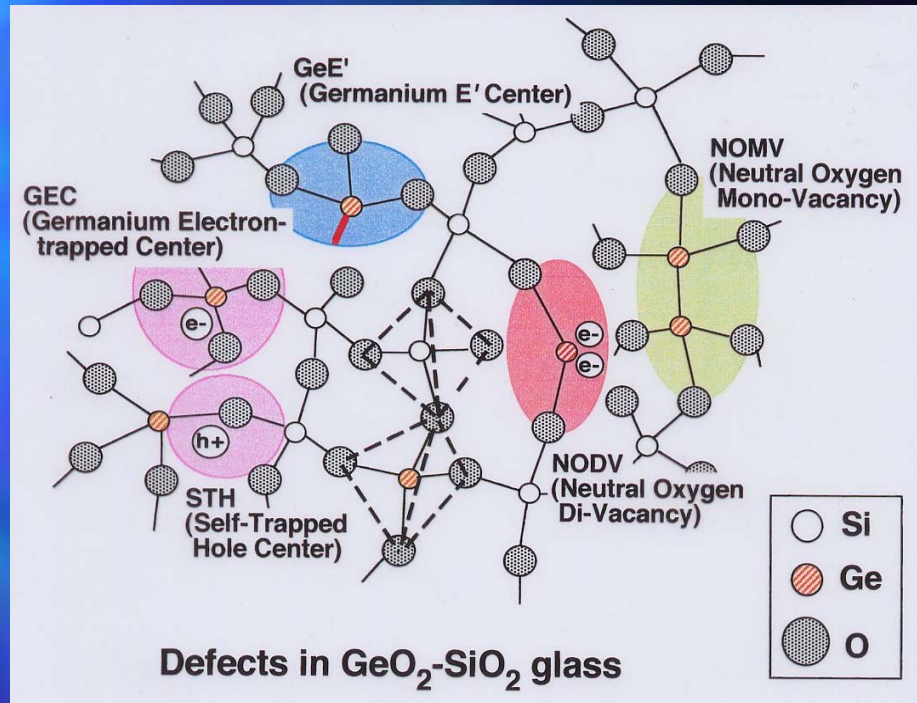 GeE'
(Germanium E' Center)
NOMV
(Neutral Oxygen
Mono-Vacancy)
GEC
(Germanium Electron-
trapped Center)
e-
e-
e-
h+
STH
(Self-Trapped
Hole Center)
NODV
(Neutral Oxygen
Di-Vacancy)
Si
Ge
O
Defects in GeO₂-SiO₂ glass